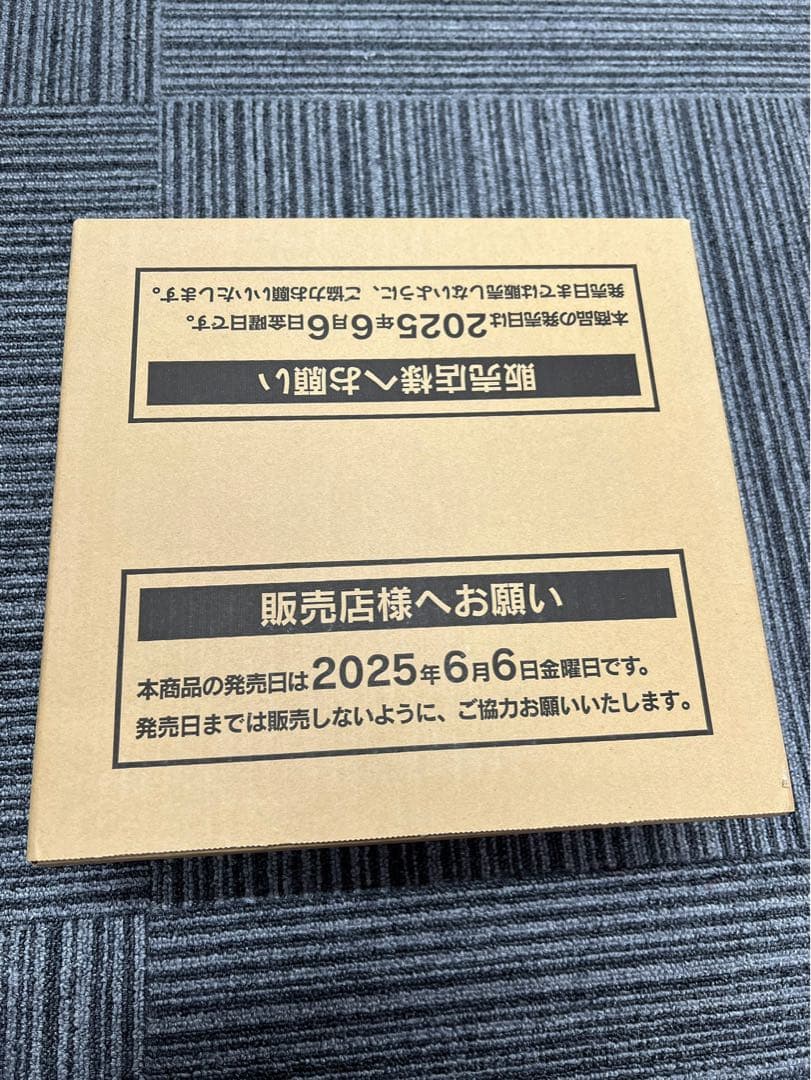 発売日までは販売しないように、ご協力お願いいたします。
本商品の発売日は2025年6月6日金曜日です。
販売店様へお願い
販売店様へお願い
本商品の発売日は2025年6月6日金曜日です。
発売日までは販売しないように、ご協力お願いいたします。